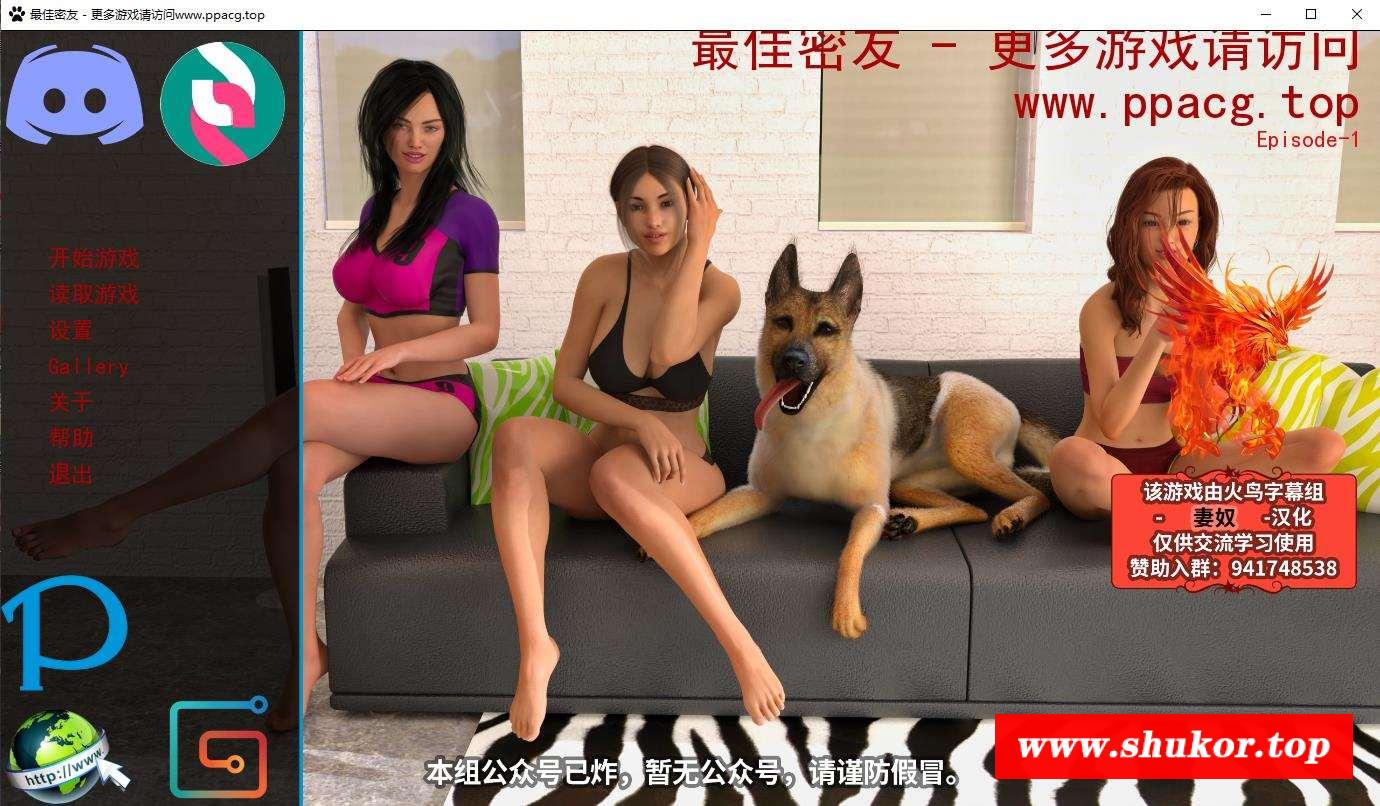 最佳密友 - 更多游戏请访问www.ppacg.top
最佳密友 - 更多游戏请访问
www.ppacg.top
Episode-1
开始游戏
读取游戏
设置
Gallery
关于
帮助
退出
该游戏由火鸟字幕组
- 妻奴 -汉化
仅供交流学习使用
赞助入群：941748538
http://www.
www.shukor.top
本组公众号已炸，暂无公众号，请谨防假冒。